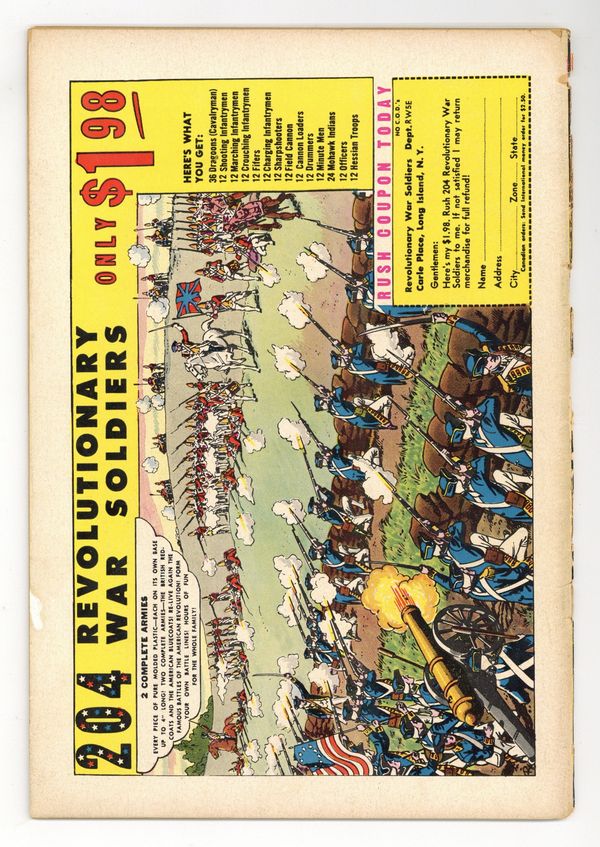 204 REVOLUTIONARY
WAR SOLDIERS
ONLY $1.98
2 COMPLETE ARMIES
EVERY PIECE OF PURE MOLDED PLASTIC—EACH ON ITS OWN BASE
UP TO 4" LONG! TWO COMPLETE ARMIES—THE BRITISH RED-
COATS AND THE AMERICAN BLUECOATS! RE-LIVE AGAIN THE
FAMOUS BATTLES OF THE AMERICAN REVOLUTION! FORM
YOUR OWN BATTLE LINES! HOURS OF FUN
FOR THE WHOLE FAMILY!
HERE'S WHAT
YOU GET:
36 Dragoons (Cavalryman)
12 Shooting Infantrymen
12 Marching Infantrymen
12 Crouching Infantrymen
12 Fifers
12 Charging Infantrymen
12 Sharpshooters
12 Field Cannon
12 Cannon Loaders
12 Drummers
12 Minute Men
24 Mohawk Indians
12 Officers
12 Hessian Troops
RUSH COUPON TODAY
NO C.O.D.'s
Revolutionary War Soldiers Dept. RW5E
Carle Place, Long Island, N. Y.
Gentlemen:
Here's my $1.98. Rush 204 Revolutionary War
Soldiers to me. If not satisfied I may return
merchandise for full refund!
Name
Address
City Zone State
Canadian orders: Send International money order for $2.50.